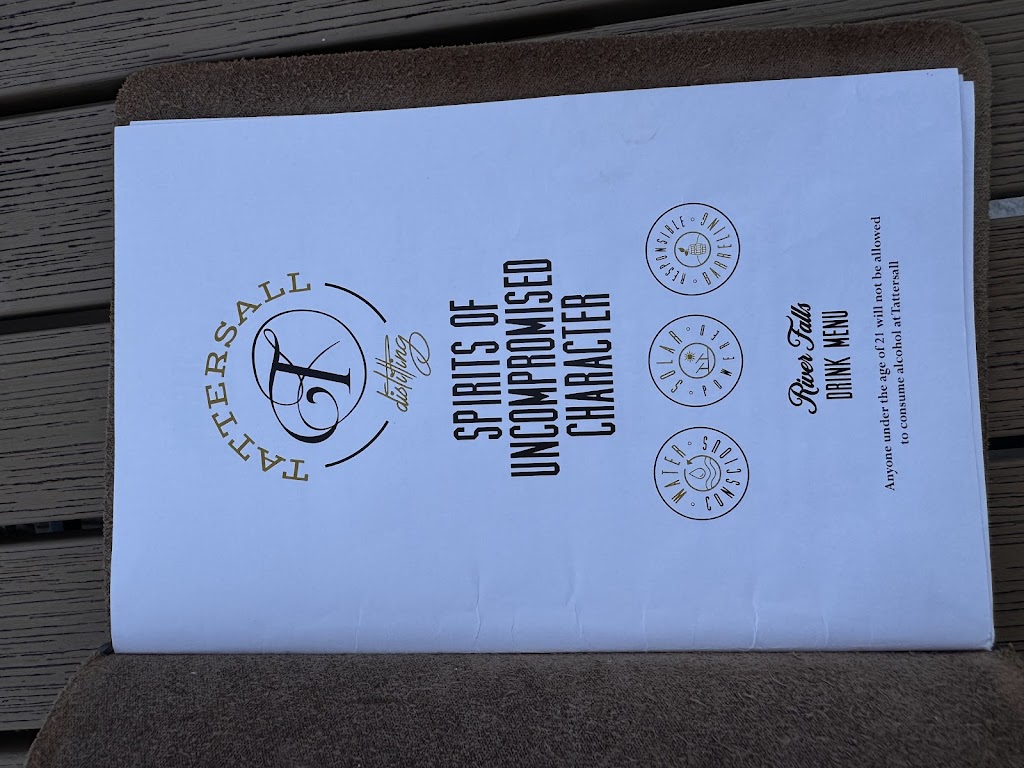 TATTERSALL
T
distilling
SPIRITS OF
UNCOMPROMISED
CHARACTER
WATER CONSCIOUS
SOLAR POWERED
RESPONSIBLE OPERATING
River Falls
DRINK MENU
Anyone under the age of 21 will not be allowed
to consume alcohol at Tattersall